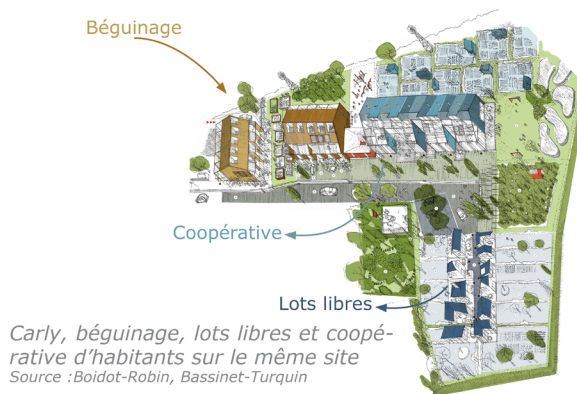 Béguinage
Coopérative
Lots libres
Carly, béguinage, lots libres et coopé-
rative d’habitants sur le même site
Source :Boidot-Robin, Bassinet-Turquin